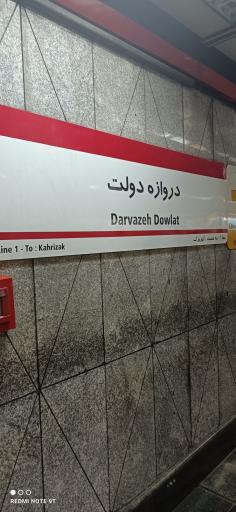 دروازه دولت
Darvazeh Dowlat
Line 1 - To : Kahrizak
REDMI NOTE 9T